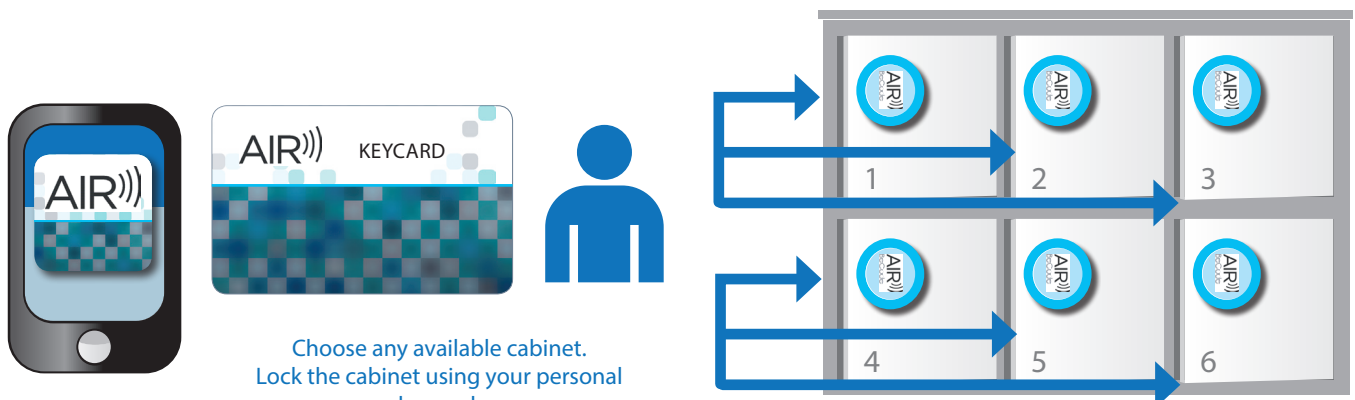 AIR
AIR KEYCARD
Choose any available cabinet.
Lock the cabinet using your personal
AIR
AIR
AIR
1 2 3
AIR
AIR
AIR
4 5 6